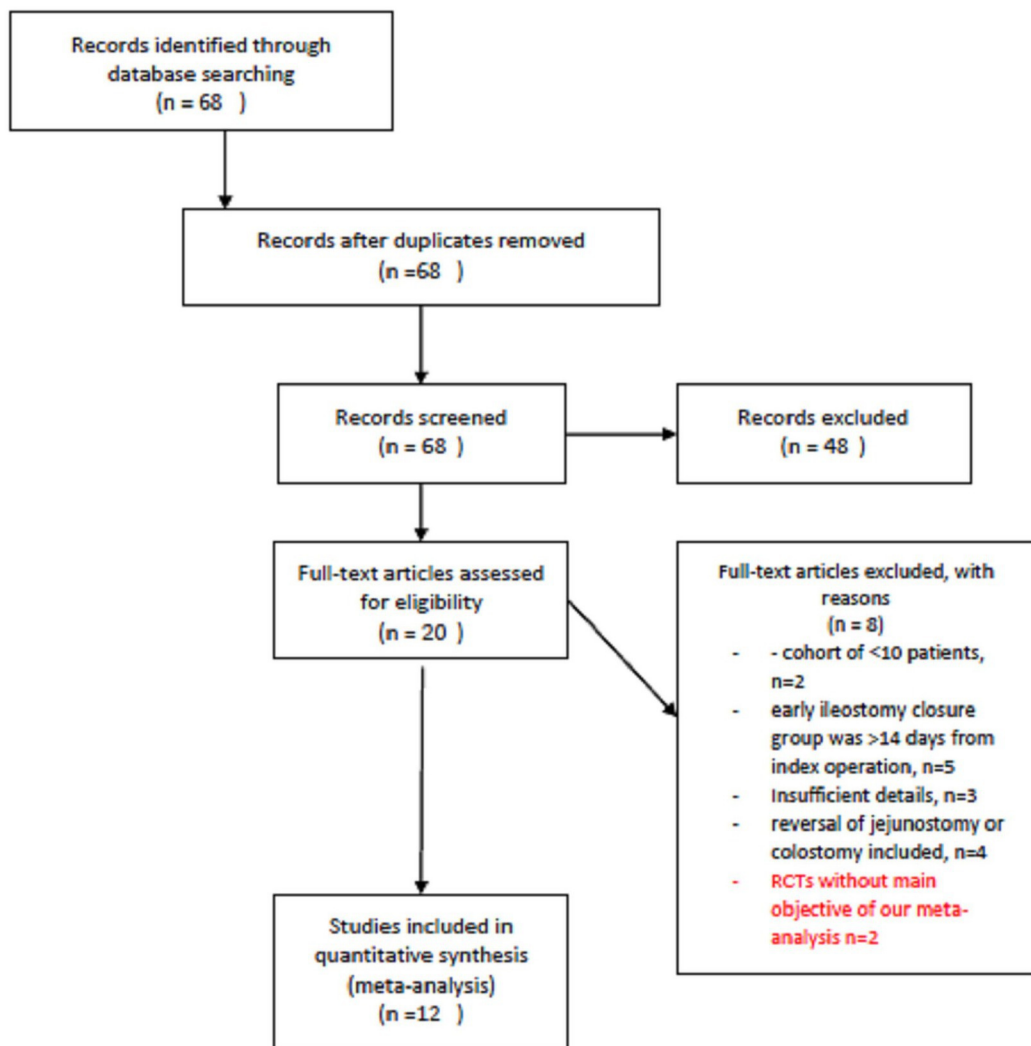 Records identified through
database searching
(n = 68 )
Records after duplicates removed
(n =68 )
Records screened
(n = 68 )
Records excluded
(n = 48 )
Full-text articles assessed
for eligibility
(n = 20 )
Full-text articles excluded, with
reasons
(n = 8)
- - cohort of <10 patients,
n=2
- early ileostomy closure
group was >14 days from
index operation, n=5
- Insufficient details, n=3
- reversal of jejunostomy or
colostomy included, n=4
- RCTs without main
objective of our meta-
analysis n=2
Studies included in
quantitative synthesis
(meta-analysis)
(n =12 )